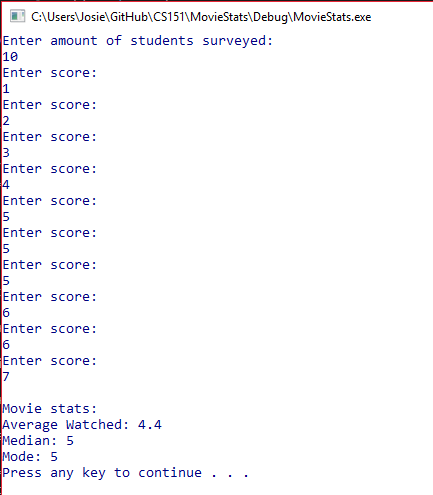 C:\Users\Josie\GitHub\CS151\MovieStats\Debug\MovieStats.exe
Enter amount of students surveyed:
10
Enter score:
1
Enter score:
2
Enter score:
3
Enter score:
4
Enter score:
5
Enter score:
5
Enter score:
5
Enter score:
6
Enter score:
6
Enter score:
7
Movie stats:
Average Watched: 4.4
Median: 5
Mode: 5
Press any key to continue . . .